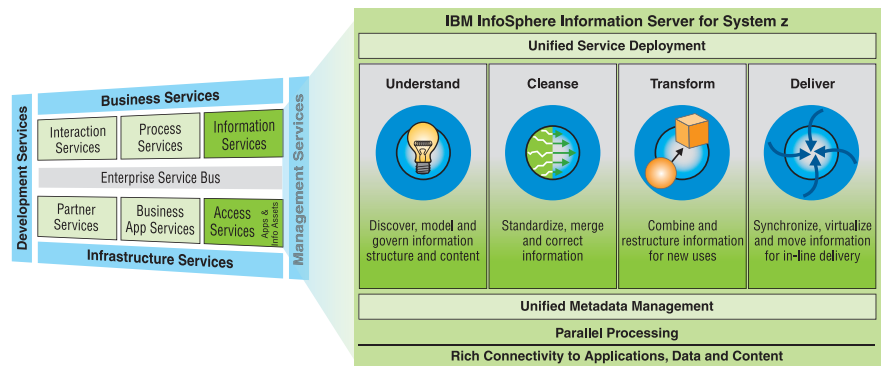 IBM InfoSphere Information Server for System z
Unified Service Deployment
Understand
Cleanse
Transform
Deliver
Discover, model and
govern information
structure and content
Standardize, merge
and correct
information
Combine and
restructure information
for new uses
Synchronize, virtualize
and move information
for in-line delivery
Unified Metadata Management
Parallel Processing
Rich Connectivity to Applications, Data and Content
Development Services
Business Services
Interaction
Services
Process
Services
Information
Services
Enterprise Service Bus
Partner
Services
Business
App Services
Access
Services
Apps &
Info Assets
Infrastructure Services
Management Services